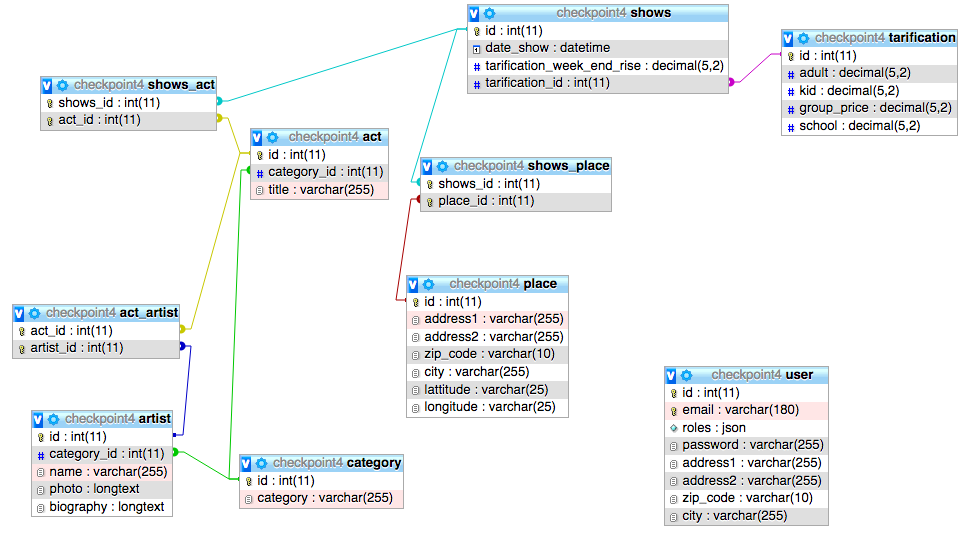 checkpoint4 shows
id : int(11)
date_show : datetime
tarification_week_end_rise : decimal(5,2)
tarification_id : int(11)
checkpoint4 tarification
id : int(11)
adult : decimal(5,2)
kid : decimal(5,2)
group_price : decimal(5,2)
school : decimal(5,2)
checkpoint4 shows_act
shows_id : int(11)
act_id : int(11)
checkpoint4 act
id : int(11)
category_id : int(11)
title : varchar(255)
checkpoint4 shows_place
shows_id : int(11)
place_id : int(11)
checkpoint4 place
id : int(11)
address1 : varchar(255)
address2 : varchar(255)
zip_code : varchar(10)
city : varchar(255)
lattitude : varchar(25)
longitude : varchar(25)
checkpoint4 act_artist
act_id : int(11)
artist_id : int(11)
checkpoint4 user
id : int(11)
email : varchar(180)
roles : json
password : varchar(255)
address1 : varchar(255)
address2 : varchar(255)
zip_code : varchar(10)
city : varchar(255)
checkpoint4 artist
id : int(11)
category_id : int(11)
name : varchar(255)
photo : longtext
biography : longtext
checkpoint4 category
id : int(11)
category : varchar(255)